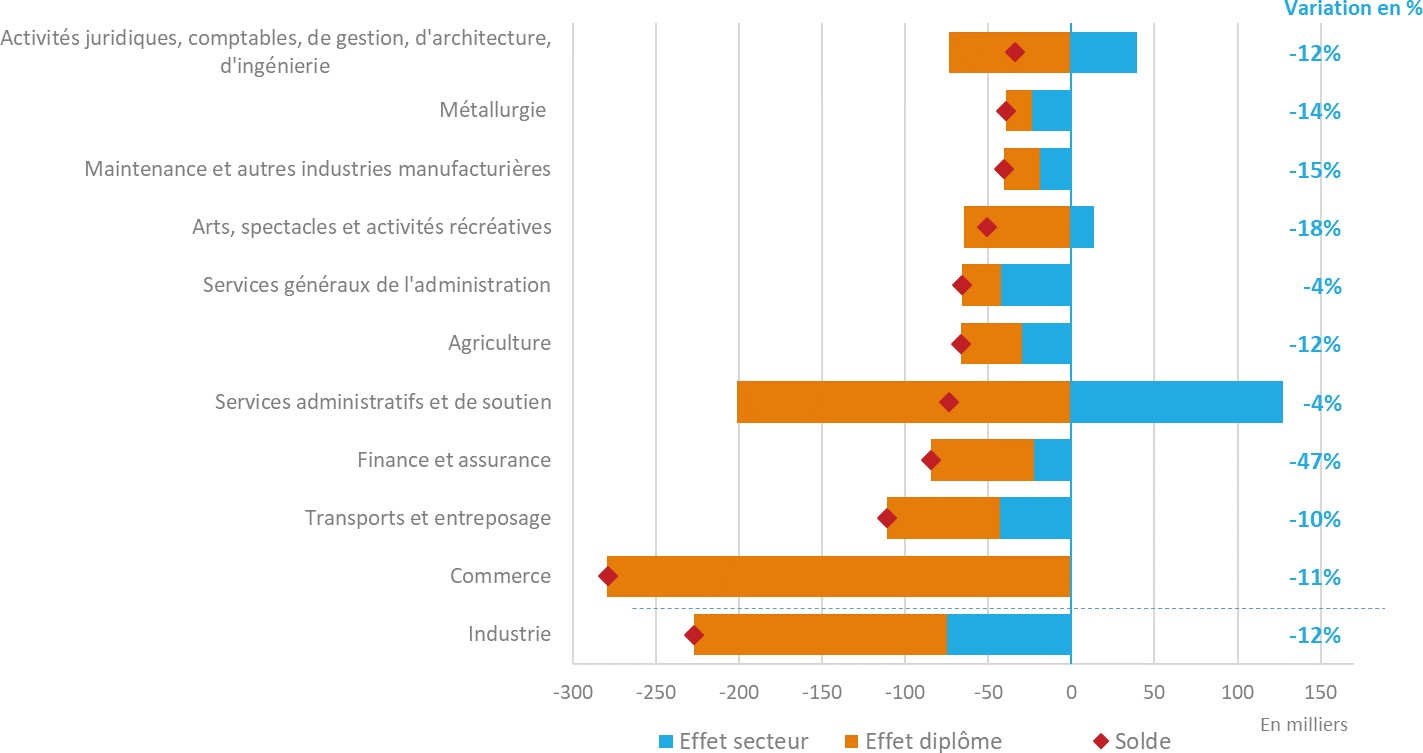 Variation en %
Activités juridiques, comptables, de gestion, d'architecture,
d'ingénierie
-12%
Métallurgie
-14%
Maintenance et autres industries manufacturières
-15%
Arts, spectacles et activités récréatives
-18%
Services généraux de l'administration
-4%
Agriculture
-12%
Services administratifs et de soutien
-4%
Finance et assurance
-47%
Transports et entreposage
-10%
Commerce
-11%
Industrie
-12%
-300 -250 -200 -150 -100 -50 0 50 100 150
En milliers
Effet secteur Effet diplôme Solde